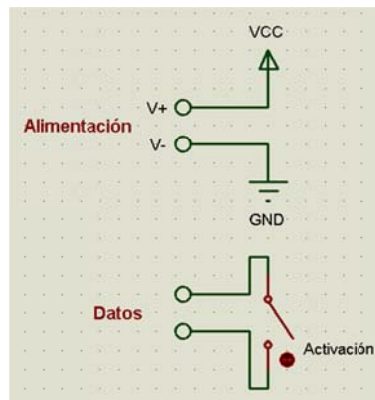 VCC
V+
Alimentación
V-
GND
Datos
Activación